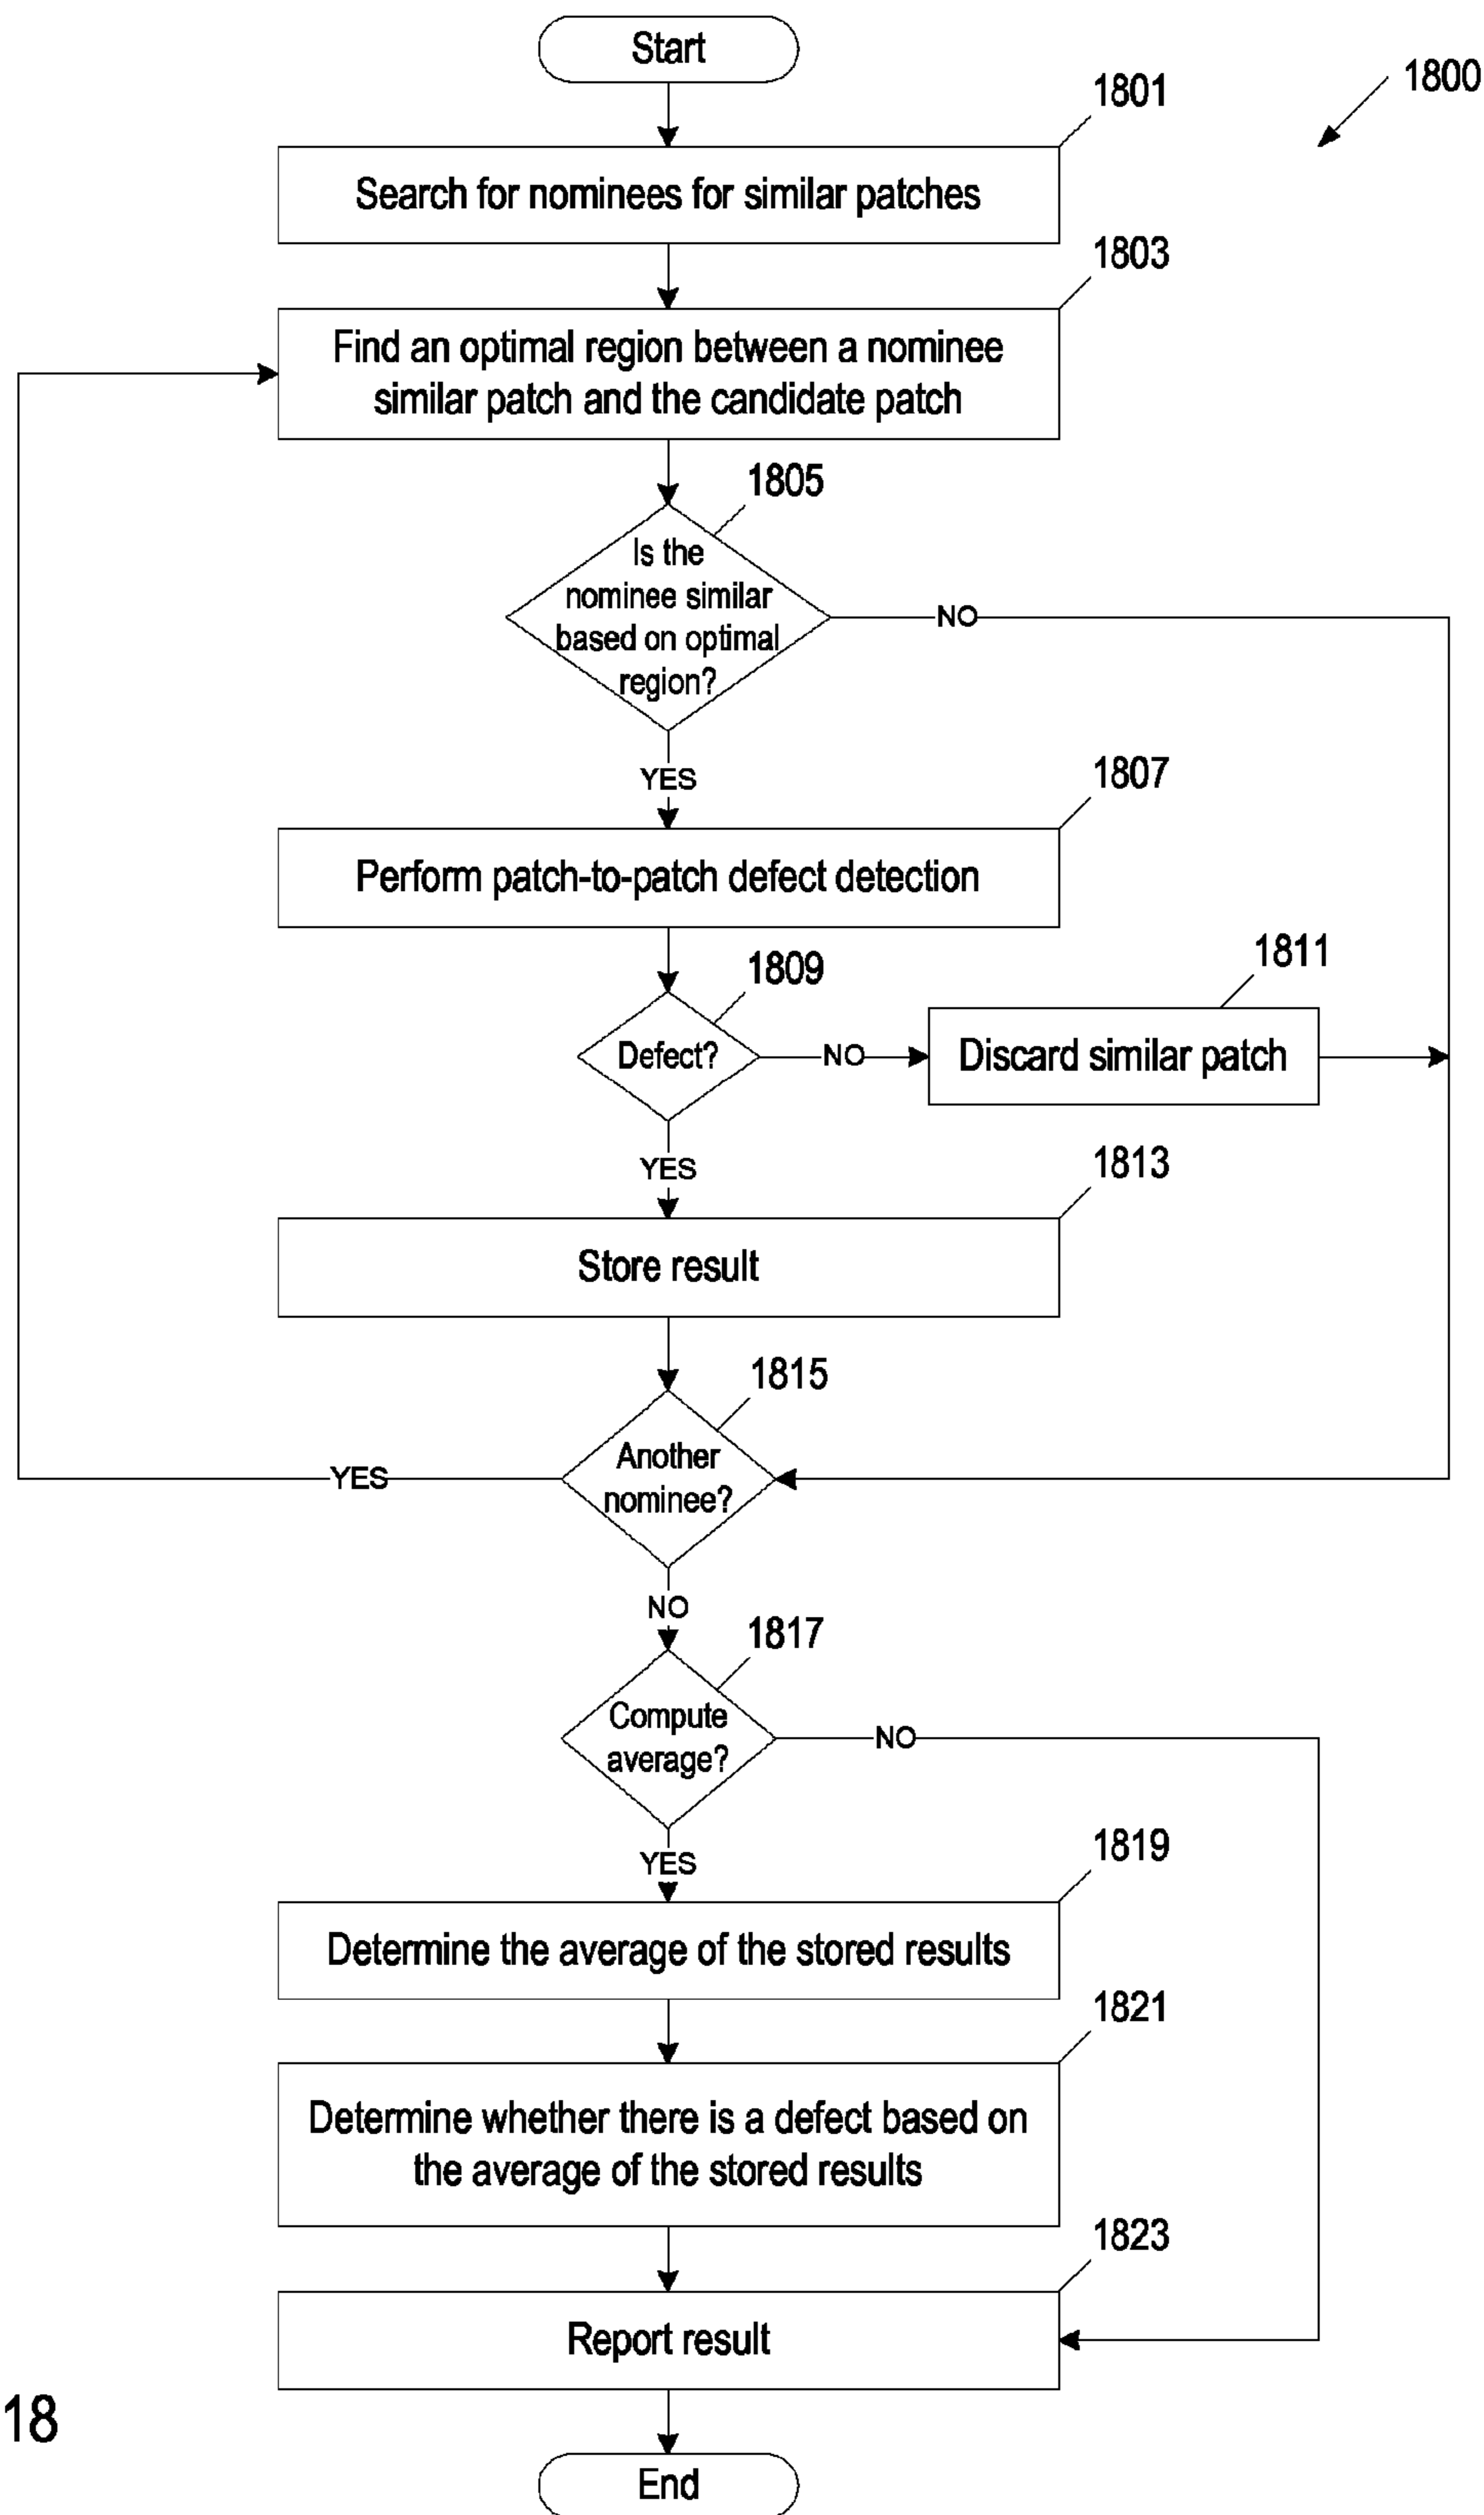 Start
1800
1801
Search for nominees for similar patches
1803
Find an optimal region between a nominee
similar patch and the candidate patch
1805
Is the
nominee similar
based on optimal
region?
NO
YES
1807
Perform patch-to-patch defect detection
1809
Defect?
NO
1811
Discard similar patch
YES
1813
Store result
1815
Another
nominee?
YES
NO
1817
Compute
average?
NO
YES
1819
Determine the average of the stored results
1821
Determine whether there is a defect based on
the average of the stored results
1823
Report result
18
End